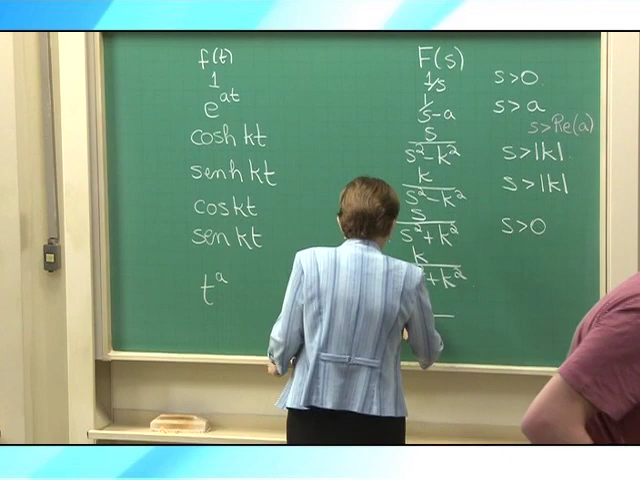 f(t) F(s)
1 1/s s>0
e^at 1/s-a s>a
s>Re(a)
cosh kt s/s²-k² s>|k|
senh kt k/s²-k² s>|k|
cos kt s/s²+k² s>0
sen kt k/ +k²
t^a